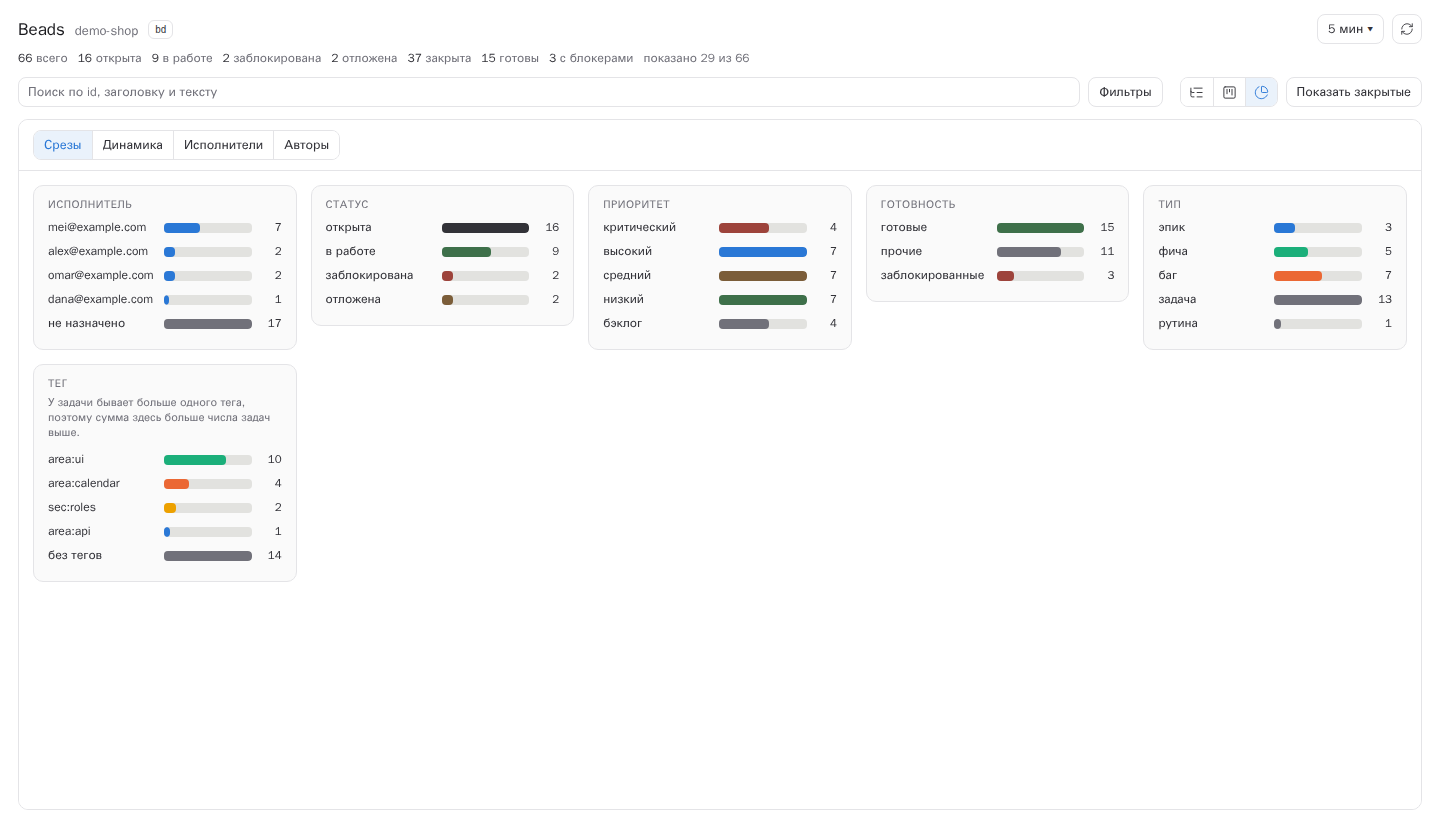 Beads demo-shop bd
5 мин
66 всего 16 открыта 9 в работе 2 заблокирована 2 отложена 37 закрыта 15 готовы 3 с блокерами показано 29 из 66
Поиск по id, заголовку и тексту
Фильтры
Показать закрытые
Срезы Динамика Исполнители Авторы
ИСПОЛНИТЕЛЬ
mei@example.com 7
alex@example.com 2
omar@example.com 2
dana@example.com 1
не назначено 17
СТАТУС
открыта 16
в работе 9
заблокирована 2
отложена 2
ПРИОРИТЕТ
критический 4
высокий 7
средний 7
низкий 7
бэклог 4
ГОТОВНОСТЬ
готовые 15
прочие 11
заблокированные 3
ТИП
эпик 3
фича 5
баг 7
задача 13
рутина 1
ТЕГ
У задачи бывает больше одного тега,
поэтому сумма здесь больше числа задач
выше.
area:ui 10
area:calendar 4
sec:roles 2
area:api 1
без тегов 14